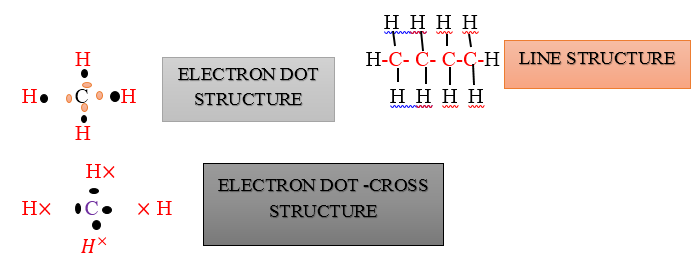 H
H C H
H
ELECTRON DOT
STRUCTURE
H H H H
H-C- C - C -C-H
H H H H
LINE STRUCTURE
H×
H× C × H
H×
ELECTRON DOT -CROSS
STRUCTURE